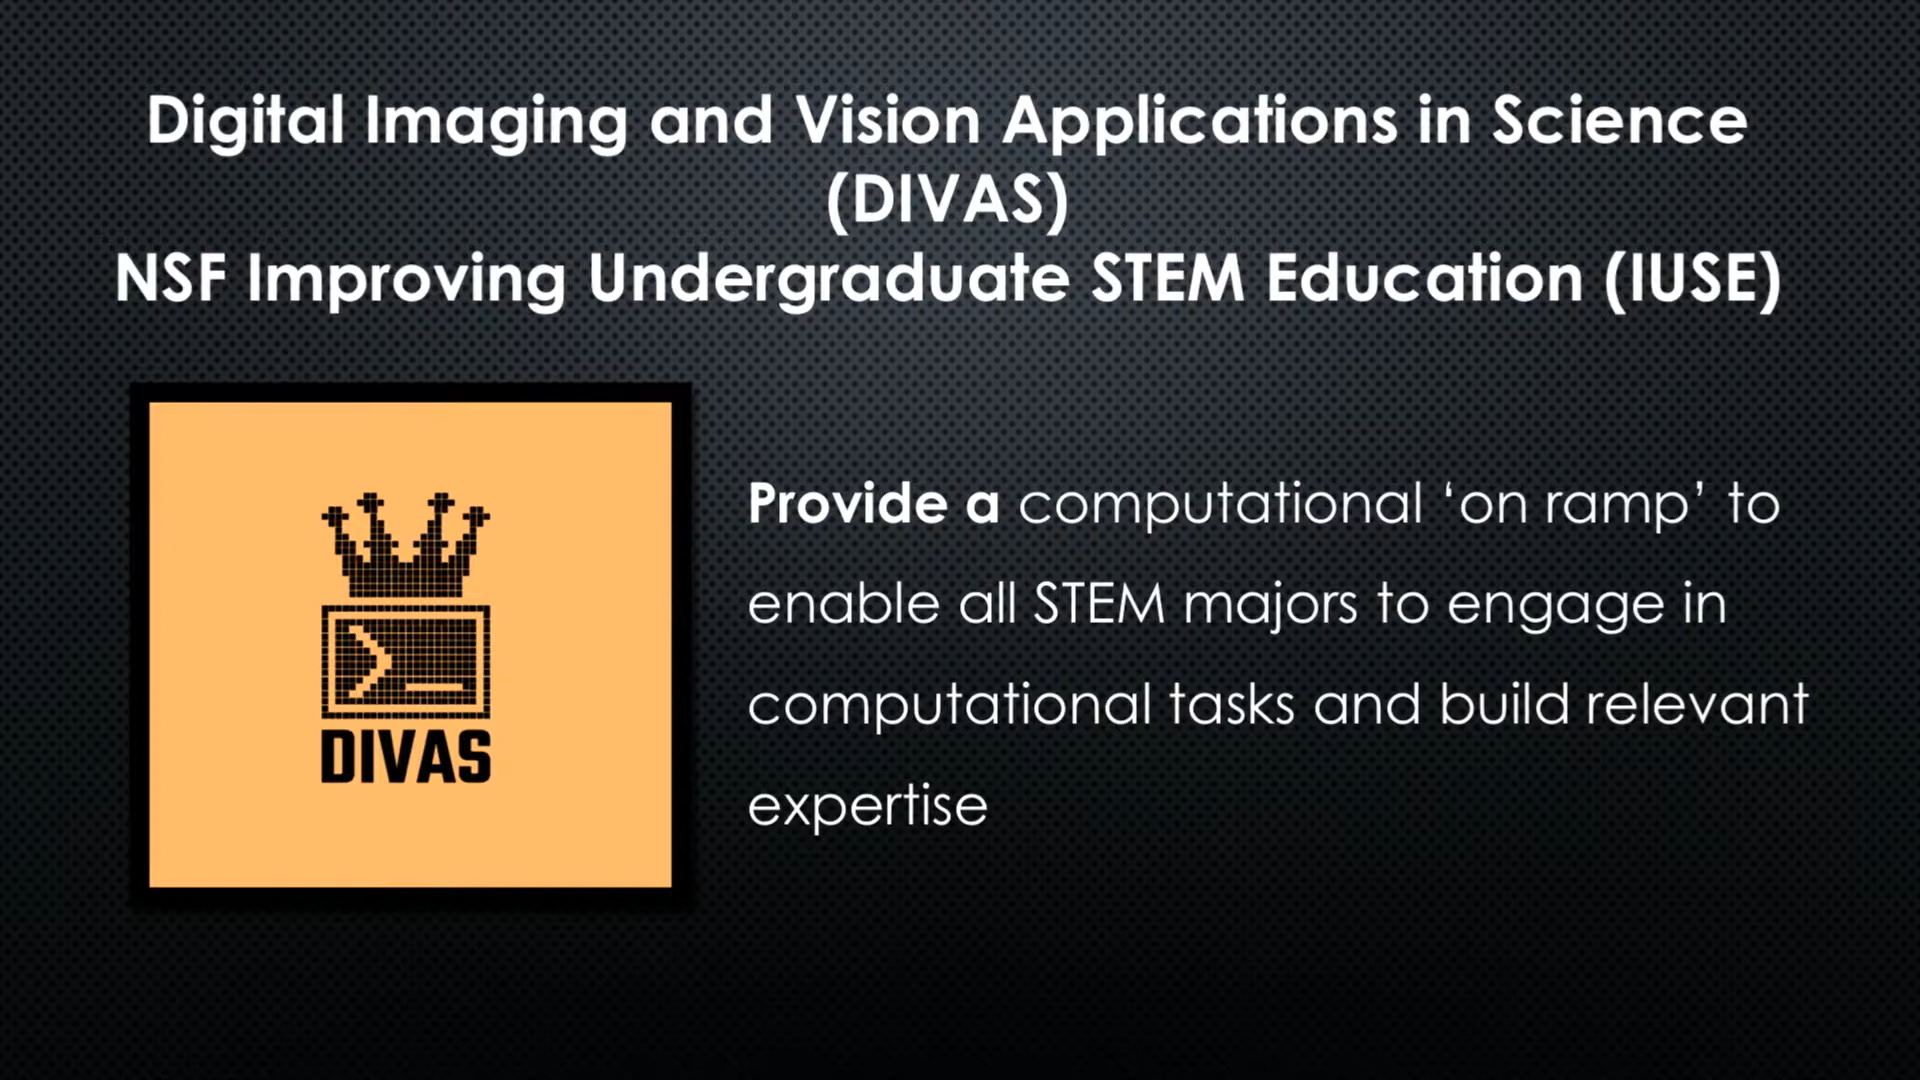 Digital Imaging and Vision Applications in Science
(DIVAS)
NSF Improving Undergraduate STEM Education (IUSE)
>_
DIVAS
Provide a computational ‘on ramp’ to
enable all STEM majors to engage in
computational tasks and build relevant
expertise